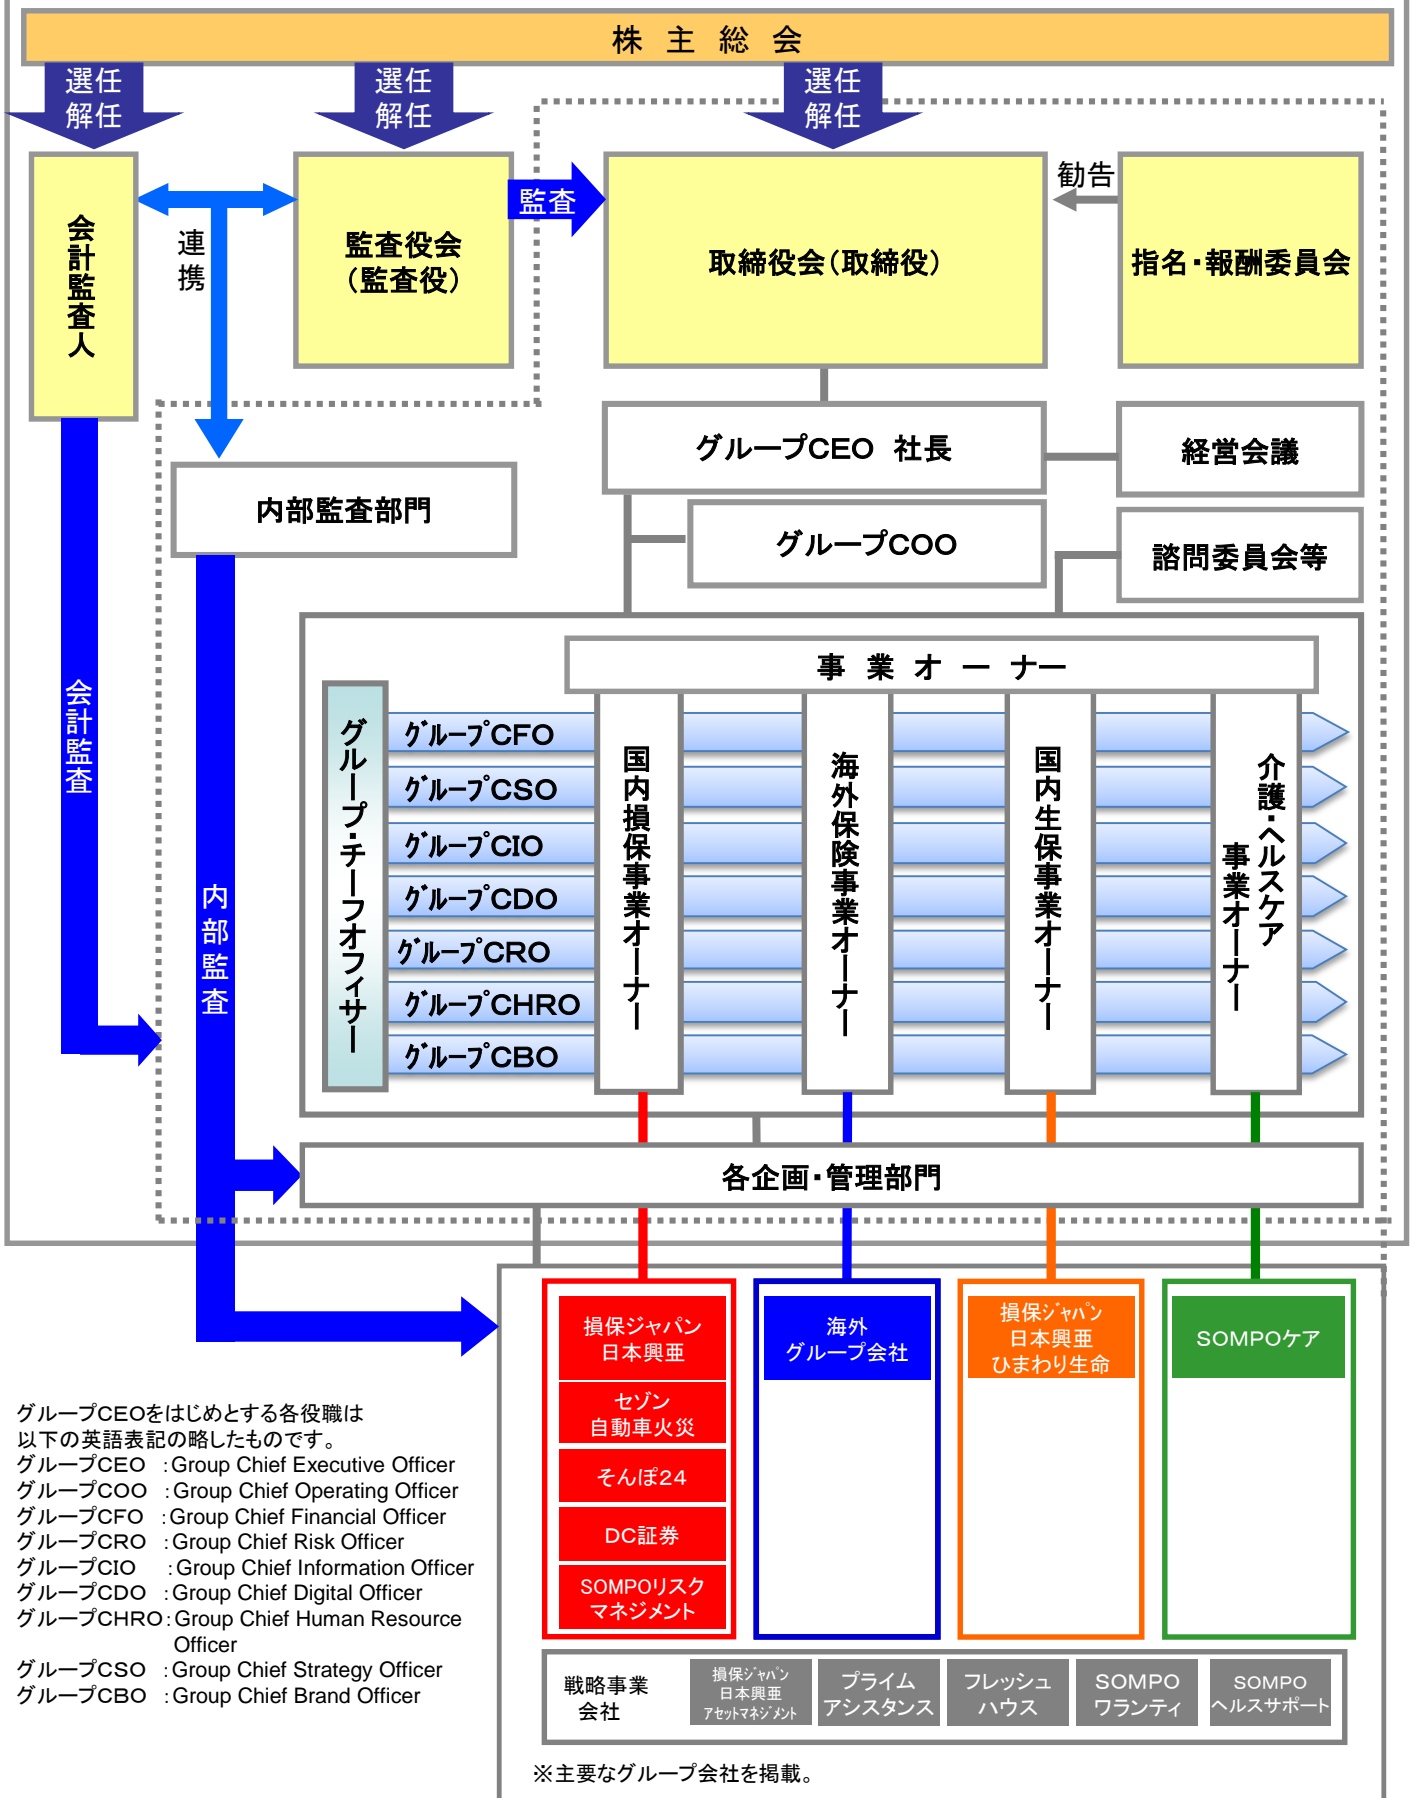 株 主 総 会
選任
解任
選任
解任
選任
解任
会計監査人
連携
監査役会
（監査役）
監査
取締役会（取締役）
勧告
指名・報酬委員会
グループCEO 社長
経営会議
内部監査部門
グループCOO
諮問委員会等
事 業 オ ー ナー
グループ・チーフオフィサー
ｸﾞﾙｰﾌﾟCFO
ｸﾞﾙｰﾌﾟCSO
ｸﾞﾙｰﾌﾟCIO
ｸﾞﾙｰﾌﾟCDO
ｸﾞﾙｰﾌﾟCRO
ｸﾞﾙｰﾌﾟCHRO
ｸﾞﾙｰﾌﾟCBO
国内損保事業オーナー
海外保険事業オーナー
国内生保事業オーナー
介護・ヘルスケア
事業オーナー
会計監査
内部監査
各企画・管理部門
損保ジャパン
日本興亜
セゾン
自動車火災
そんぽ24
DC証券
SOMPOリスク
マネジメント
海外
グループ会社
損保ｼﾞｬﾊﾟﾝ
日本興亜
ひまわり生命
SOMPOケア
戦略事業
会社
損保ｼﾞｬﾊﾟﾝ
日本興亜
ｱｾｯﾄﾏﾈｼﾞﾒﾝﾄ
プライム
アシスタンス
フレッシュ
ハウス
SOMPO
ワランティ
SOMPO
ヘルスサポート
※主要なグループ会社を掲載。
グループCEOをはじめとする各役職は
以下の英語表記の略したものです。
グループCEO ：Group Chief Executive Officer
グループCOO ：Group Chief Operating Officer
グループCFO ：Group Chief Financial Officer
グループCRO ：Group Chief Risk Officer
グループCIO ：Group Chief Information Officer
グループCDO ：Group Chief Digital Officer
グループCHRO：Group Chief Human Resource
Officer
グループCSO ：Group Chief Strategy Officer
グループCBO ：Group Chief Brand Officer